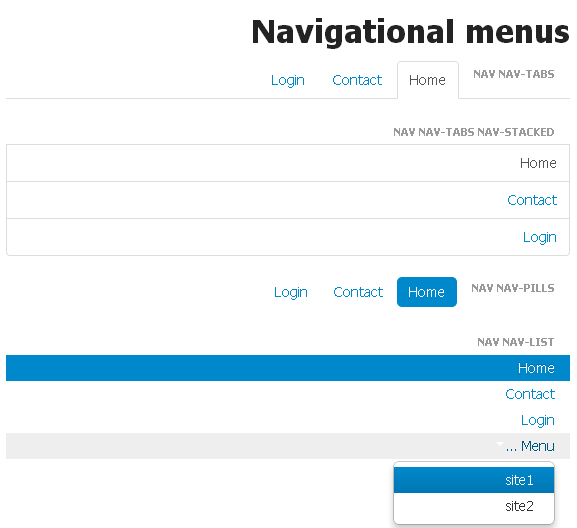 Navigational menus
NAV NAV-TABS
Home
Contact
Login
NAV NAV-TABS NAV-STACKED
Home
Contact
Login
NAV NAV-PILLS
Home
Contact
Login
NAV NAV-LIST
Home
Contact
Login
... Menu
site1
site2